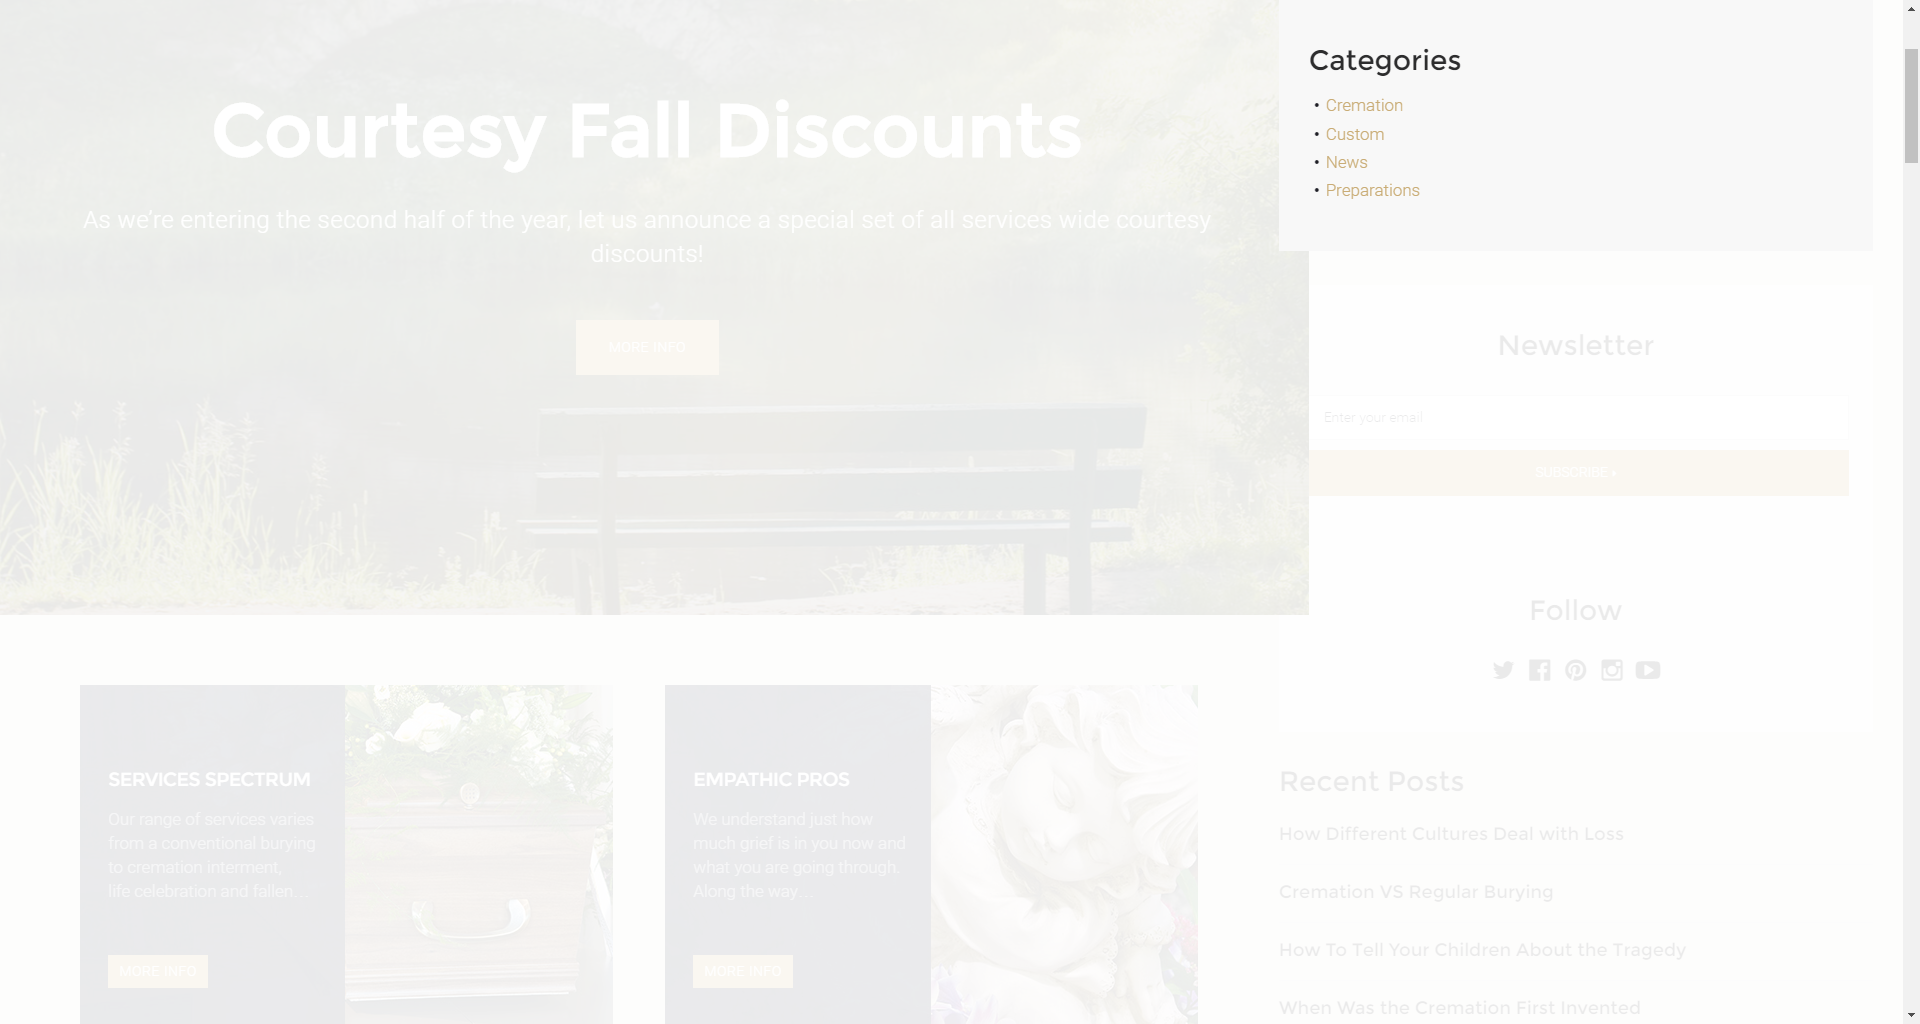 Courtesy Fall Discounts
As we're entering the second half of the year, let us announce a special set of all services wide courtesy
discounts!
MORE INFO
SERVICES SPECTRUM
Our range of services varies
from a conventional burying
to cremation interment,
life celebration and fallen…
MORE INFO
EMPATHIC PROS
We understand just how
much grief is in you now and
what you are going through.
Along the way…
MORE INFO
Categories
• Cremation
• Custom
• News
• Preparations
Newsletter
Enter your email
SUBSCRIBE •
Follow
Recent Posts
How Different Cultures Deal with Loss
Cremation VS Regular Burying
How To Tell Your Children About the Tragedy
When Was the Cremation First Invented